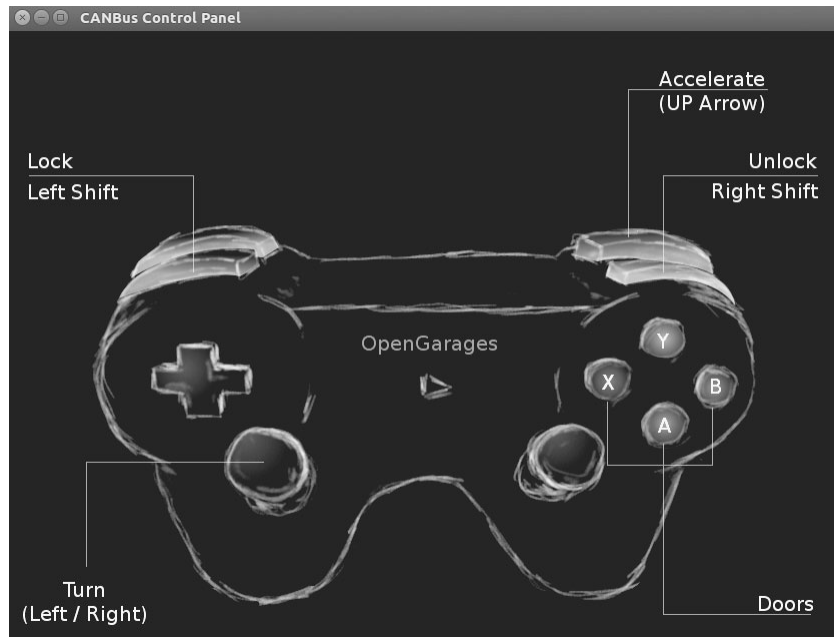 CANBus Control Panel
Accelerate
(UP Arrow)
Lock
Left Shift
Unlock
Right Shift
OpenGarages
Y
X
B
A
Turn
(Left / Right)
Doors